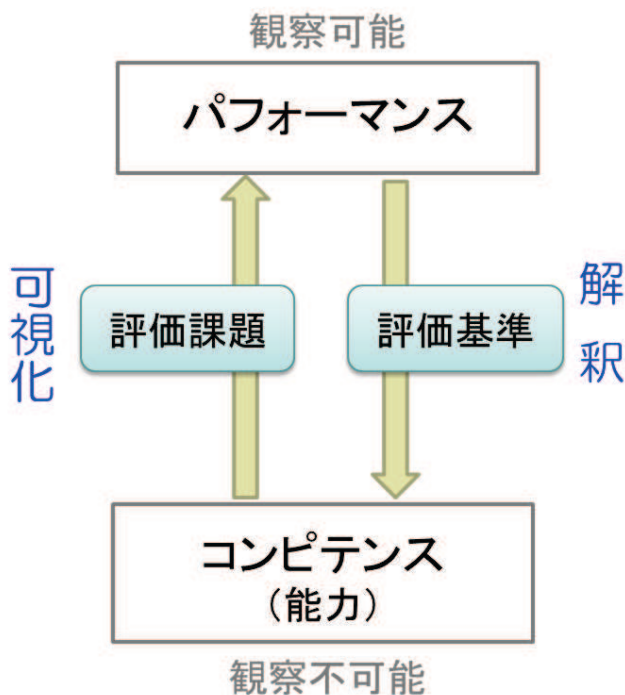 観察可能
パフォーマンス
可視化
評価課題
評価基準
解釈
コンピテンス
（能力）
観察不可能